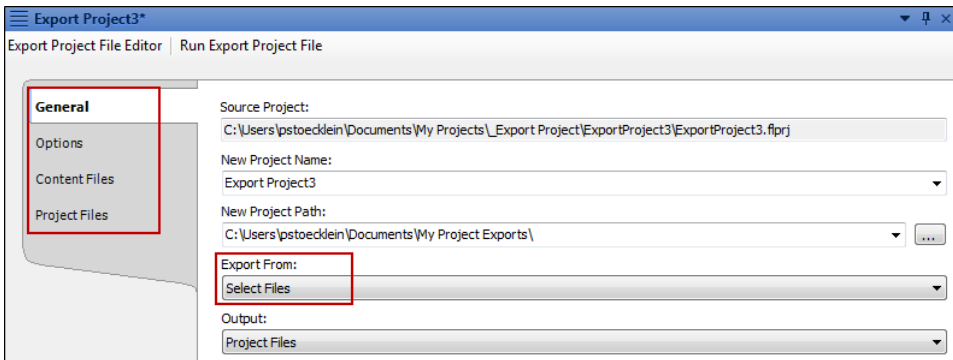 Export Project3*
Export Project File Editor Run Export Project File
General
Options
Content Files
Project Files
Source Project:
C:\Users\pstoecklein\Documents\My Projects\_Export Project\ExportProject3\ExportProject3.flprj
New Project Name:
Export Project3
New Project Path:
C:\Users\pstoecklein\Documents\My Project Exports\
...
Export From:
Select Files
Output:
Project Files